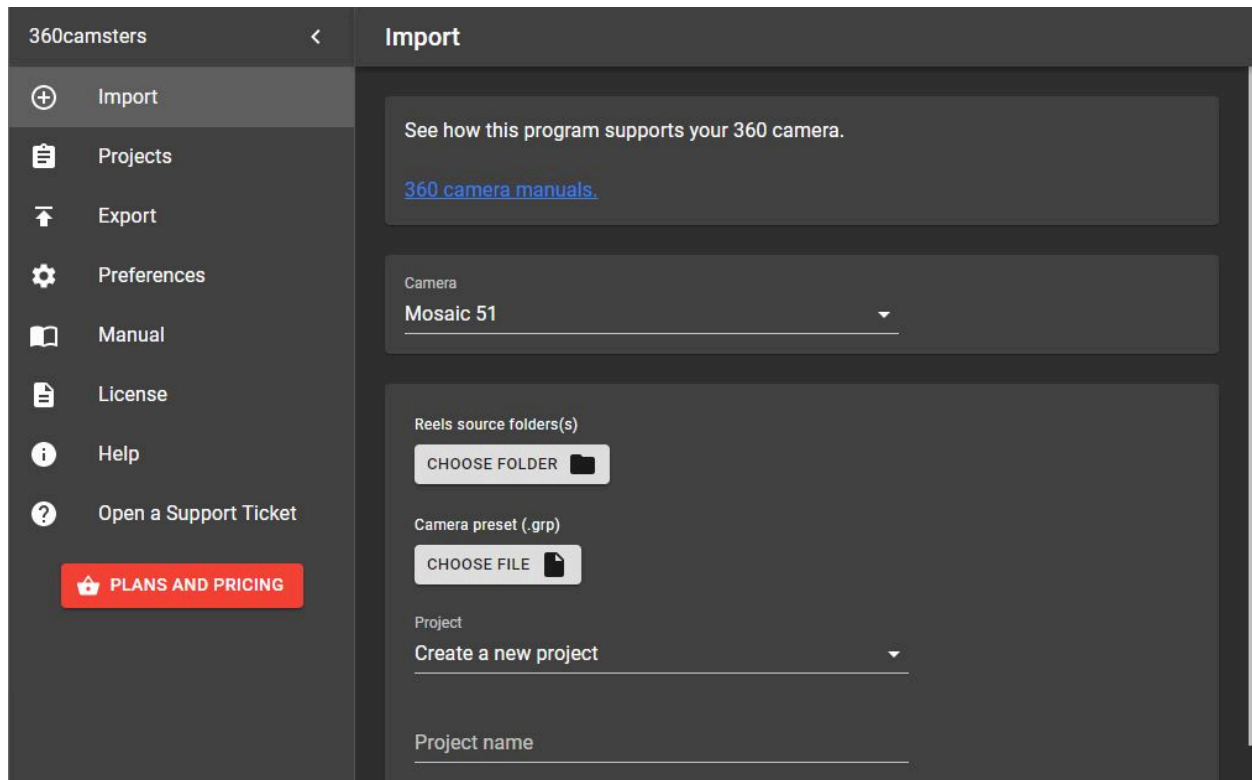 360camsters
Import
Projects
Export
Preferences
Manual
License
Help
Open a Support Ticket
PLANS AND PRICING
Import
See how this program supports your 360 camera.
360 camera manuals.
Camera
Mosaic 51
Reels source folders(s)
CHOOSE FOLDER
Camera preset (.grp)
CHOOSE FILE
Project
Create a new project
Project name